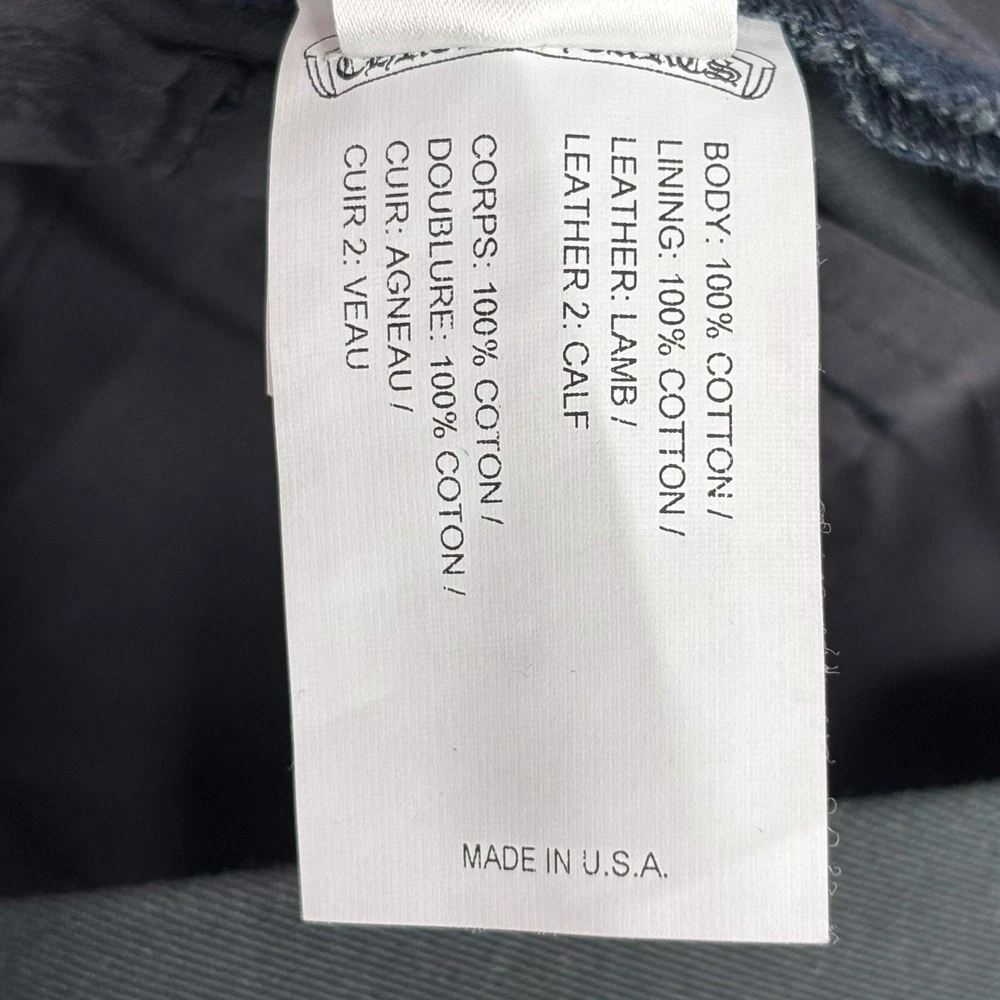 BODY: 100% COTTON /
LINING: 100% COTTON /
LEATHER: LAMB /
LEATHER 2: CALF
CORPS: 100% COTON /
DOUBLURE: 100% COTON /
CUIR: AGNEAU /
CUIR 2: VEAU
MADE IN U.S.A.